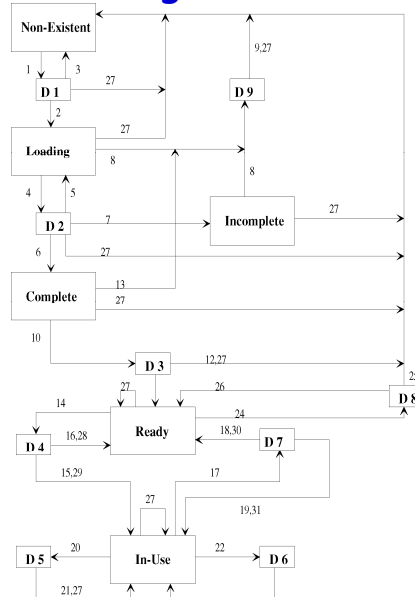 Non-Existent
1
3
9,27
D 1
27
D 9
2
27
Loading
8
4
5
8
D 2
7
Incomplete
27
6
27
Complete
13
27
10
D 3
12,27
27
26
D 8
14
24
Ready
18,30
D 7
D 4
16,28
15,29
17
27
19,31
20
In-Use
22
D 5
D 6
21,27